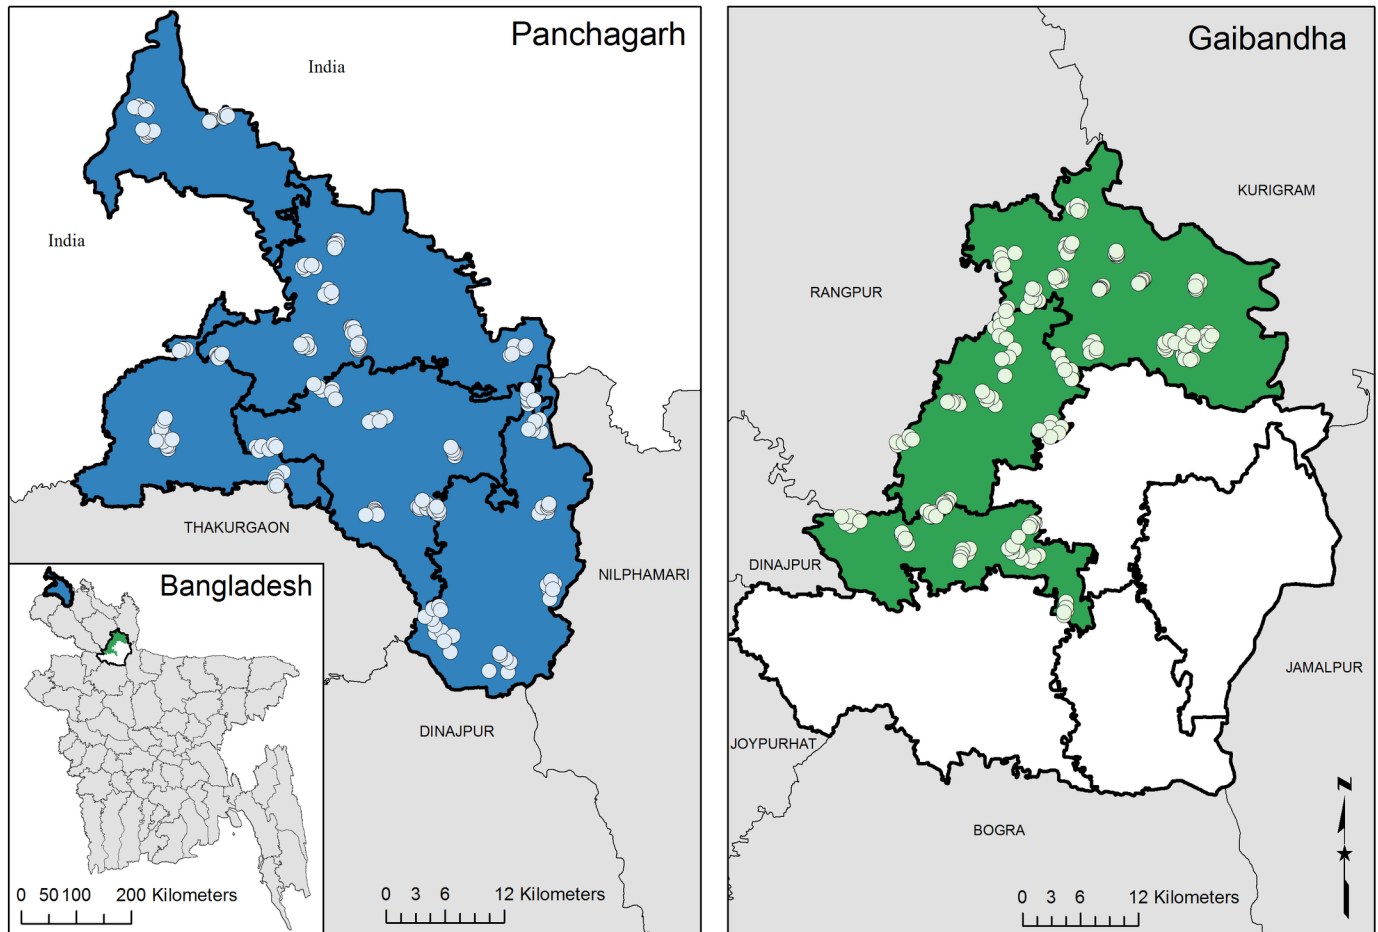 Panchagarh
India
India
THAKURGAON
NILPHAMARI
DINAJPUR
0 3 6 12 Kilometers
Bangladesh
0 50 100 200 Kilometers
Gaibandha
KURIGRAM
RANGPUR
DINAJPUR
JAMALPUR
JOYPURHAT
BOGRA
N
0 3 6 12 Kilometers